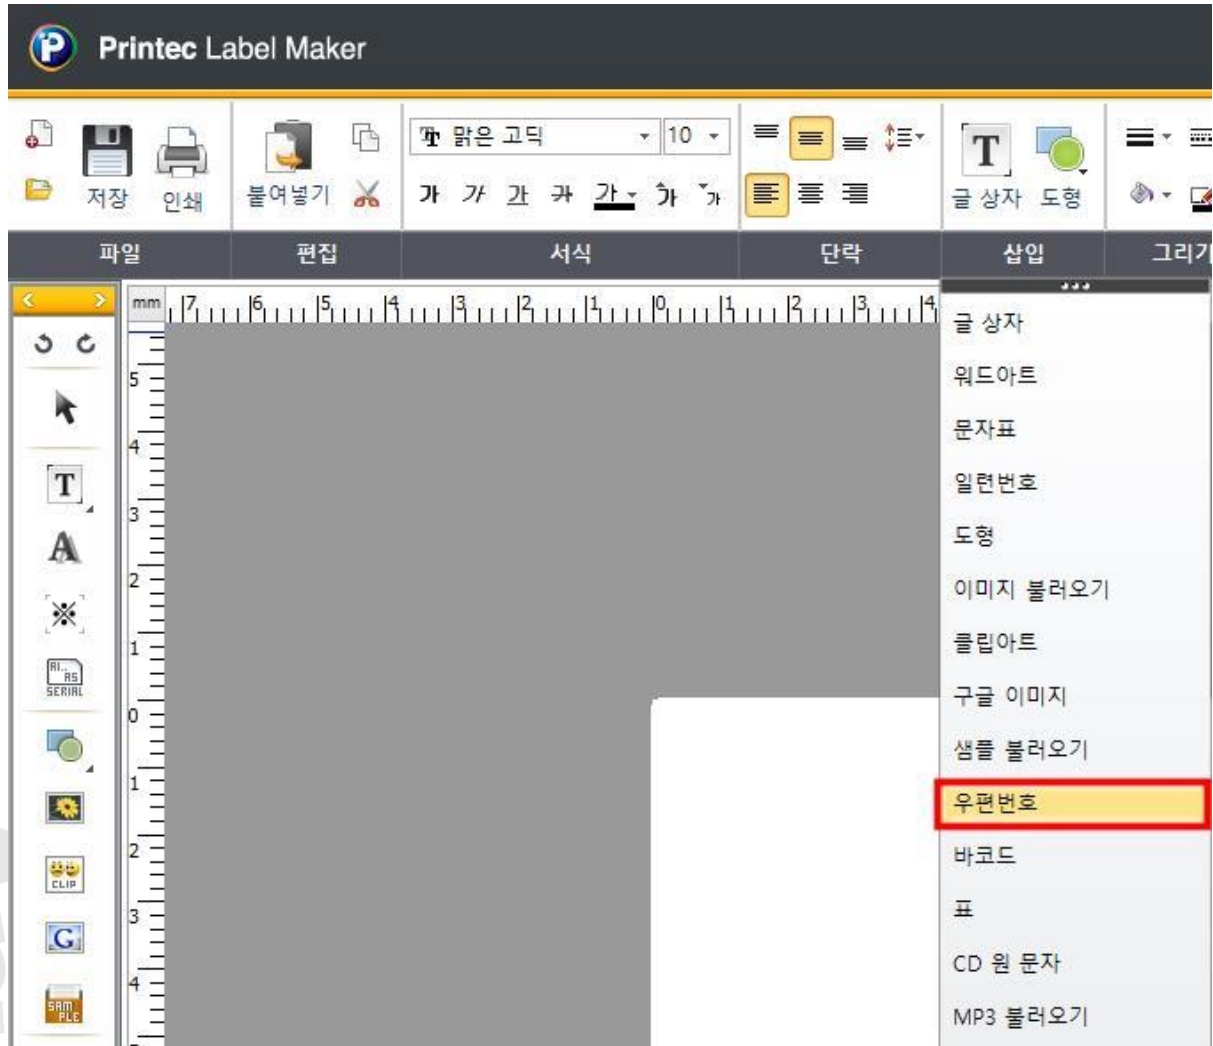 Printec Label Maker
맑은 고딕 10
저장 인쇄 붙여넣기 가 가 가 가 가 가 가 글 상자 도형
파일 편집 서식 단락 삽입 그리기
mm 7 6 5 4 3 2 1 0 1 2 3 4
글 상자
워드아트
5
문자표
4
일련번호
3
도형
2
이미지 불러오기
1
SERIAL
클립아트
0
구글 이미지
샘플 불러오기
1
우편번호
2
CLIP
바코드
3
표
G
4
CD 원 문자
SAMPLE
MP3 불러오기